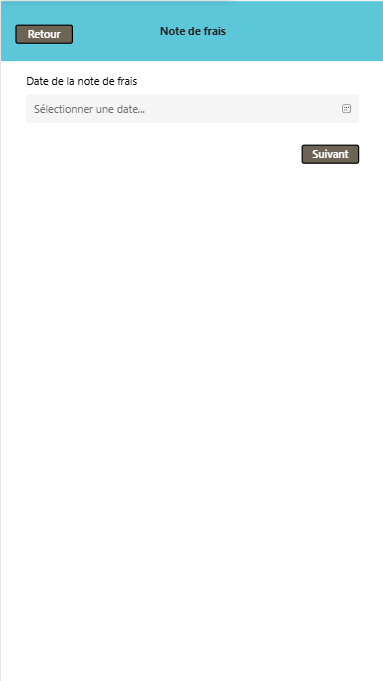 Retour
Note de frais
Date de la note de frais
Sélectionner une date...
Suivant